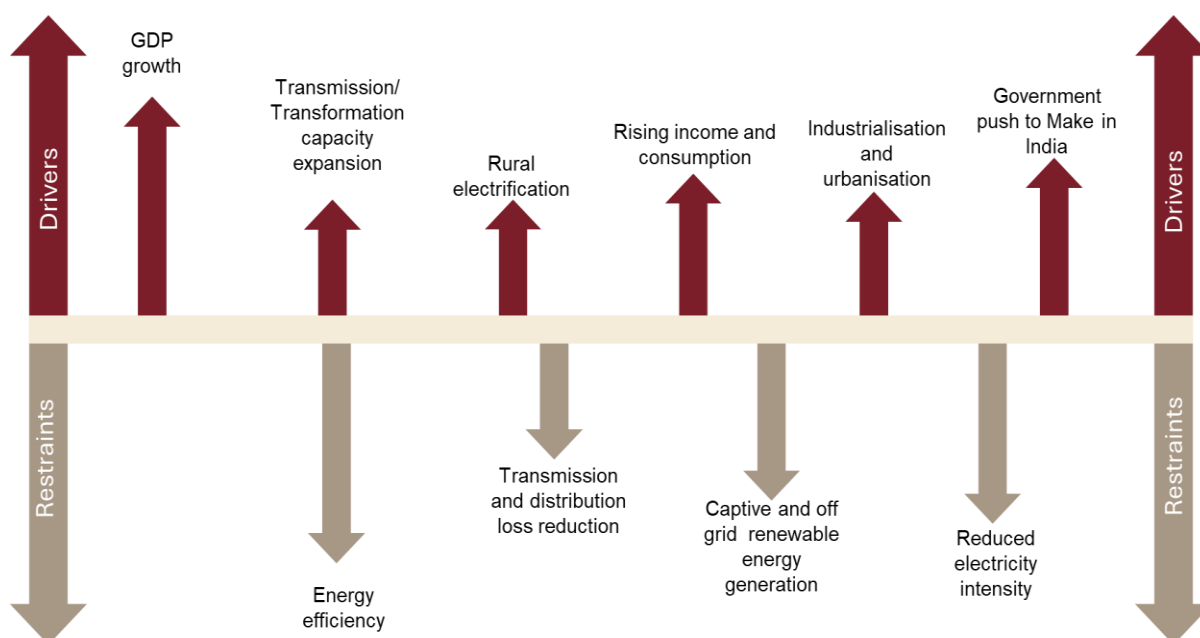 Drivers
GDP
growth
Transmission/
Transformation
capacity
expansion
Rural
electrification
Rising income and
consumption
Industrialisation
and
urbanisation
Government
push to Make in
India
Drivers
Restraints
Energy
efficiency
Transmission
and distribution
loss reduction
Captive and off
grid renewable
energy
generation
Reduced
electricity
intensity
Restraints